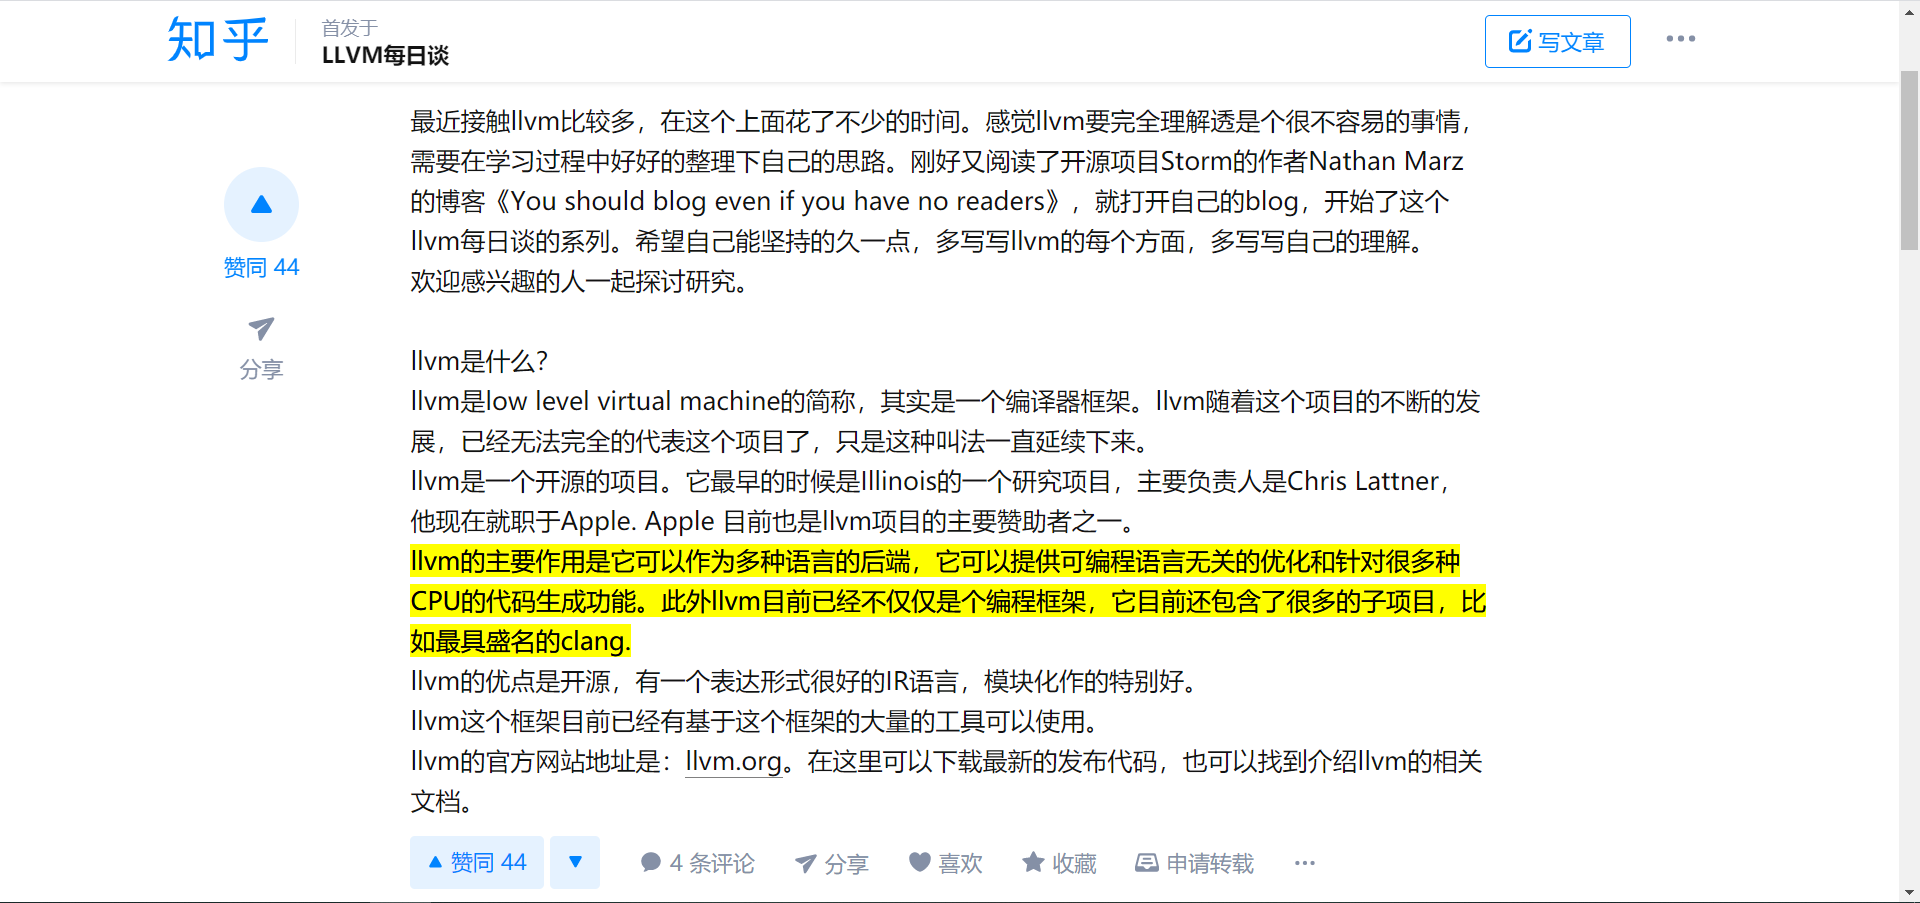 知乎
首发于
LLVM每日谈
写文章
最近接触llvm比较多，在这个上面花了不少的时间。感觉llvm要完全理解透是个很不容易的事情，
需要在学习过程中好好的整理下自己的思路。刚好又阅读了开源项目Storm的作者Nathan Marz
的博客《You should blog even if you have no readers》，就打开自己的blog，开始了这个
llvm每日谈的系列。希望自己能坚持的久一点，多写写llvm的每个方面，多写写自己的理解。
欢迎感兴趣的人一起探讨研究。
赞同 44
分享
llvm是什么？
llvm是low level virtual machine的简称，其实是一个编译器框架。llvm随着这个项目的不断的发
展，已经无法完全的代表这个项目了，只是这种叫法一直延续下来。
llvm是一个开源的项目。它最早的时候是Illinois的一个研究项目，主要负责人是Chris Lattner，
他现在就职于Apple. Apple 目前也是llvm项目的主要赞助者之一。
llvm的主要作用是它可以作为多种语言的后端，它可以提供可编程语言无关的优化和针对很多种
CPU的代码生成功能。此外llvm目前已经不仅仅是个编程框架，它目前还包含了很多的子项目，比
如最具盛名的clang.
llvm的优点是开源，有一个表达形式很好的IR语言，模块化作的特别好。
llvm这个框架目前已经有基于这个框架的大量的工具可以使用。
llvm的官方网站地址是：llvm.org。在这里可以下载最新的发布代码，也可以找到介绍llvm的相关
文档。
赞同 44
4 条评论
分享
喜欢
收藏
申请转载